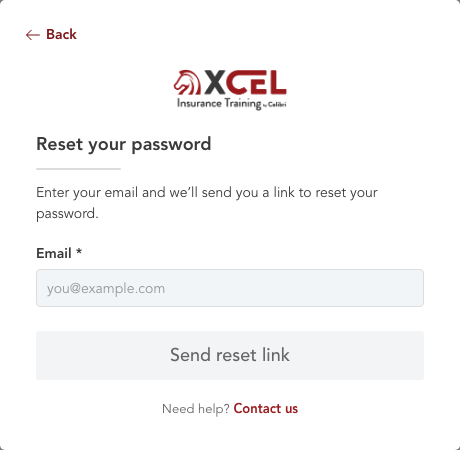 ← Back
XCEL
Insurance Training by Colibri
Reset your password
Enter your email and we’ll send you a link to reset your
password.
Email *
you@example.com
Send reset link
Need help? Contact us